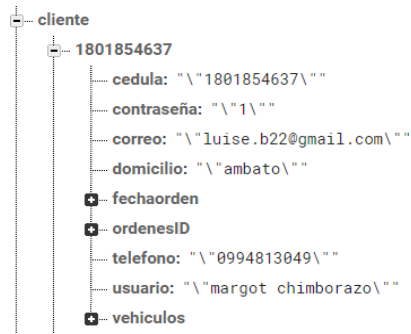 cliente
1801854637
cedula: "\"1801854637\""
contraseña: "\"1\""
correo: "\"luise.b22@gmail.com\""
domicilio: "\"ambato\""
fechaorden
ordenesID
telefono: "\"0994813049\""
usuario: "\"margot chimborazo\""
vehiculos